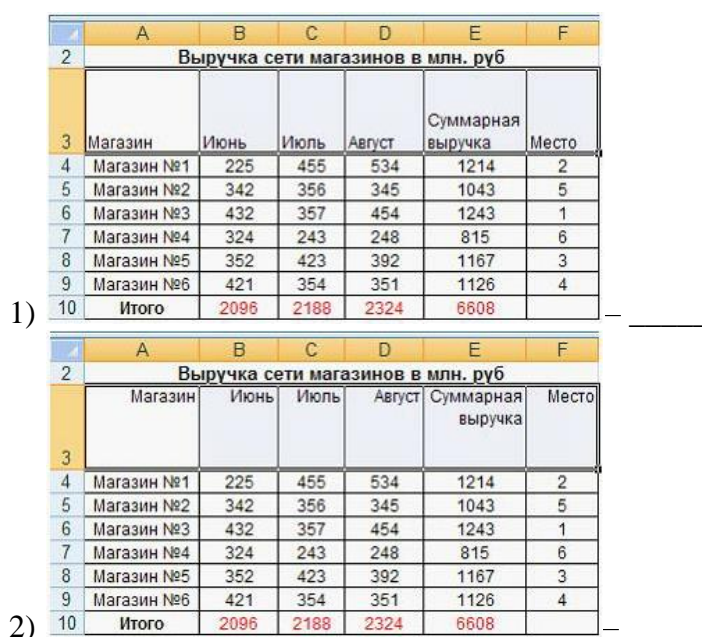 A B C D E F
2 Выручка сети магазинов в млн. руб
3 Магазин Июнь Июль Август Суммарная выручка Место
4 Магазин №1 225 455 534 1214 2
5 Магазин №2 342 356 345 1043 5
6 Магазин №3 432 357 454 1243 1
7 Магазин №4 324 243 248 815 6
8 Магазин №5 352 423 392 1167 3
9 Магазин №6 421 354 351 1126 4
1) 10 Итого 2096 2188 2324 6608 – _____
A B C D E F
2 Выручка сети магазинов в млн. руб
3 Магазин Июнь Июль Август Суммарная выручка Место
4 Магазин №1 225 455 534 1214 2
5 Магазин №2 342 356 345 1043 5
6 Магазин №3 432 357 454 1243 1
7 Магазин №4 324 243 248 815 6
8 Магазин №5 352 423 392 1167 3
9 Магазин №6 421 354 351 1126 4
2) 10 Итого 2096 2188 2324 6608 –